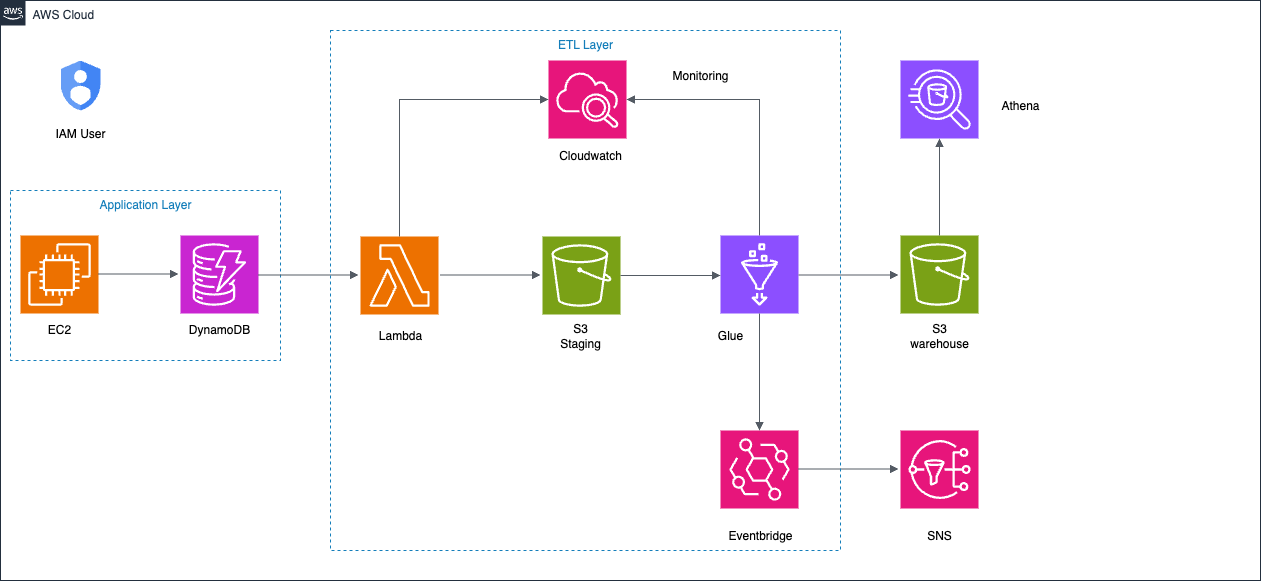 aws
AWS Cloud
ETL Layer
Monitoring
Athena
IAM User
Cloudwatch
Application Layer
EC2
DynamoDB
Lambda
S3
Staging
Glue
S3
warehouse
Eventbridge
SNS